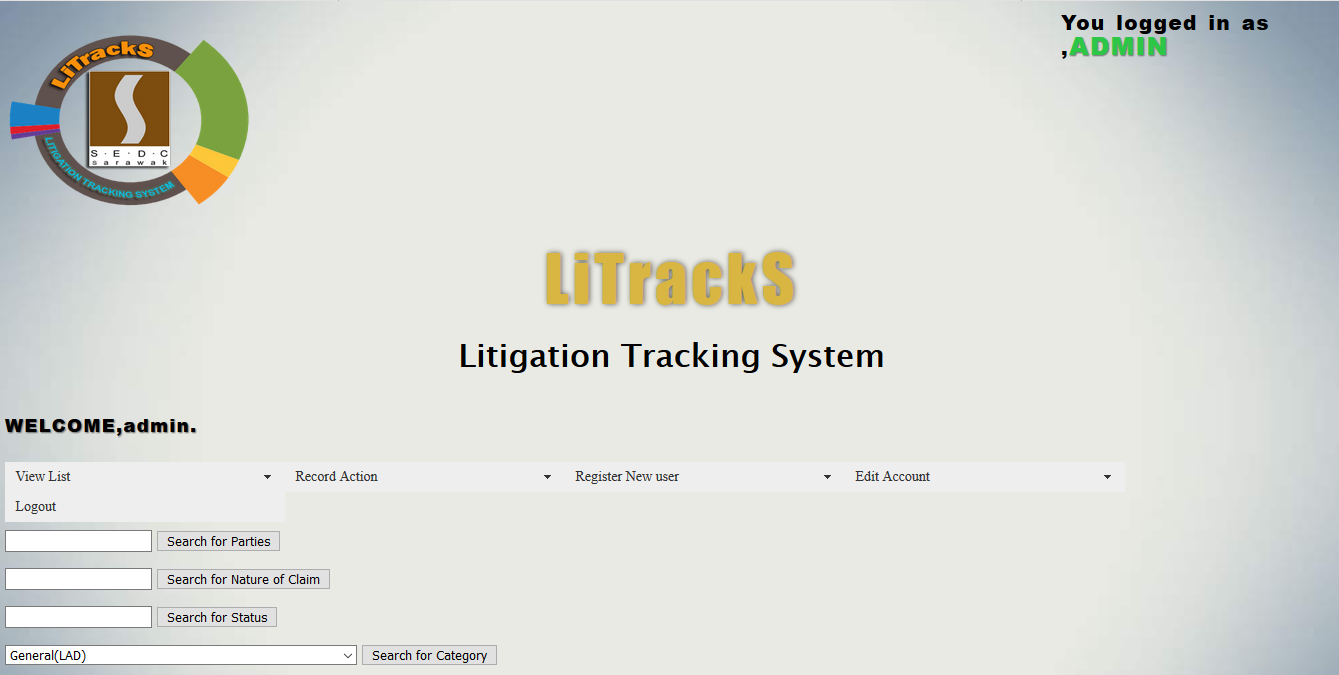 You logged in as
,ADMIN
LiTrackS
S·E·D·C
sarawak
LITIGATION TRACKING SYSTEM
LiTrackS
Litigation Tracking System
WELCOME,admin.
View List Record Action Register New user Edit Account
Logout
Search for Parties
Search for Nature of Claim
Search for Status
General(LAD) Search for Category